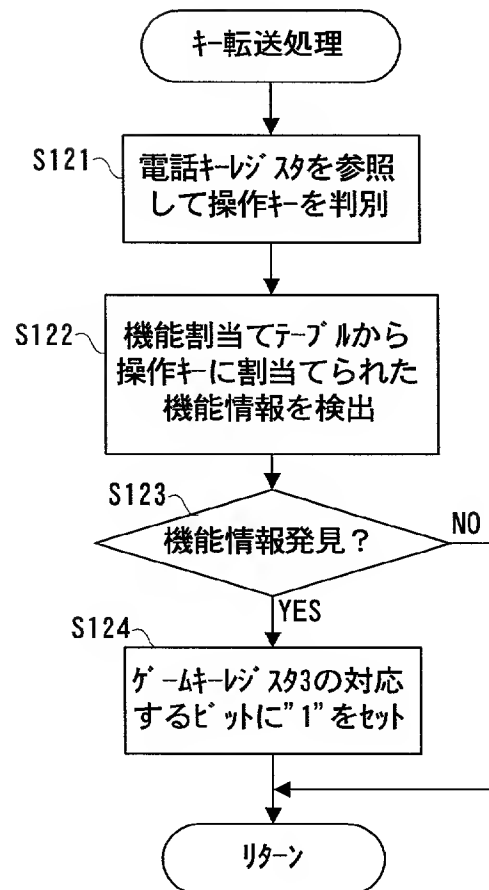 キー転送処理
S121
電話キーレジスタを参照
して操作キーを判別
S122
機能割当てテーブルから
操作キーに割当てられた
機能情報を検出
S123
機能情報発見？
NO
YES
S124
ゲームキーレジスタ3の対応
するビットに"1"をセット
リターン